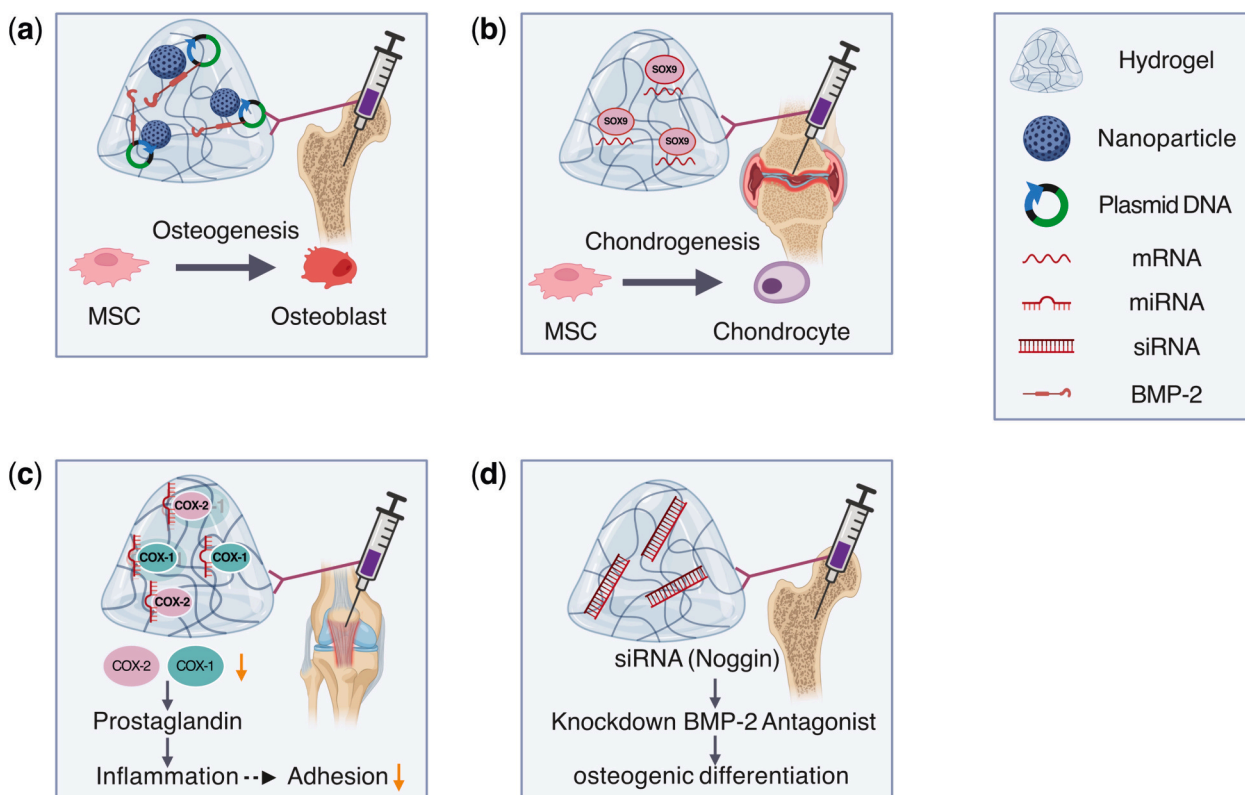 (a)
Osteogenesis
MSC
Osteoblast
(b)
SOX9
SOX9
SOX9
Chondrogenesis
MSC
Chondrocyte
Hydrogel
Nanoparticle
Plasmid DNA
mRNA
miRNA
siRNA
BMP-2
(c)
COX-2 -1
COX-1 COX-1
COX-2
COX-2 COX-1
Prostaglandin
Inflammation Adhesion
(d)
siRNA (Noggin)
Knockdown BMP-2 Antagonist
osteogenic differentiation